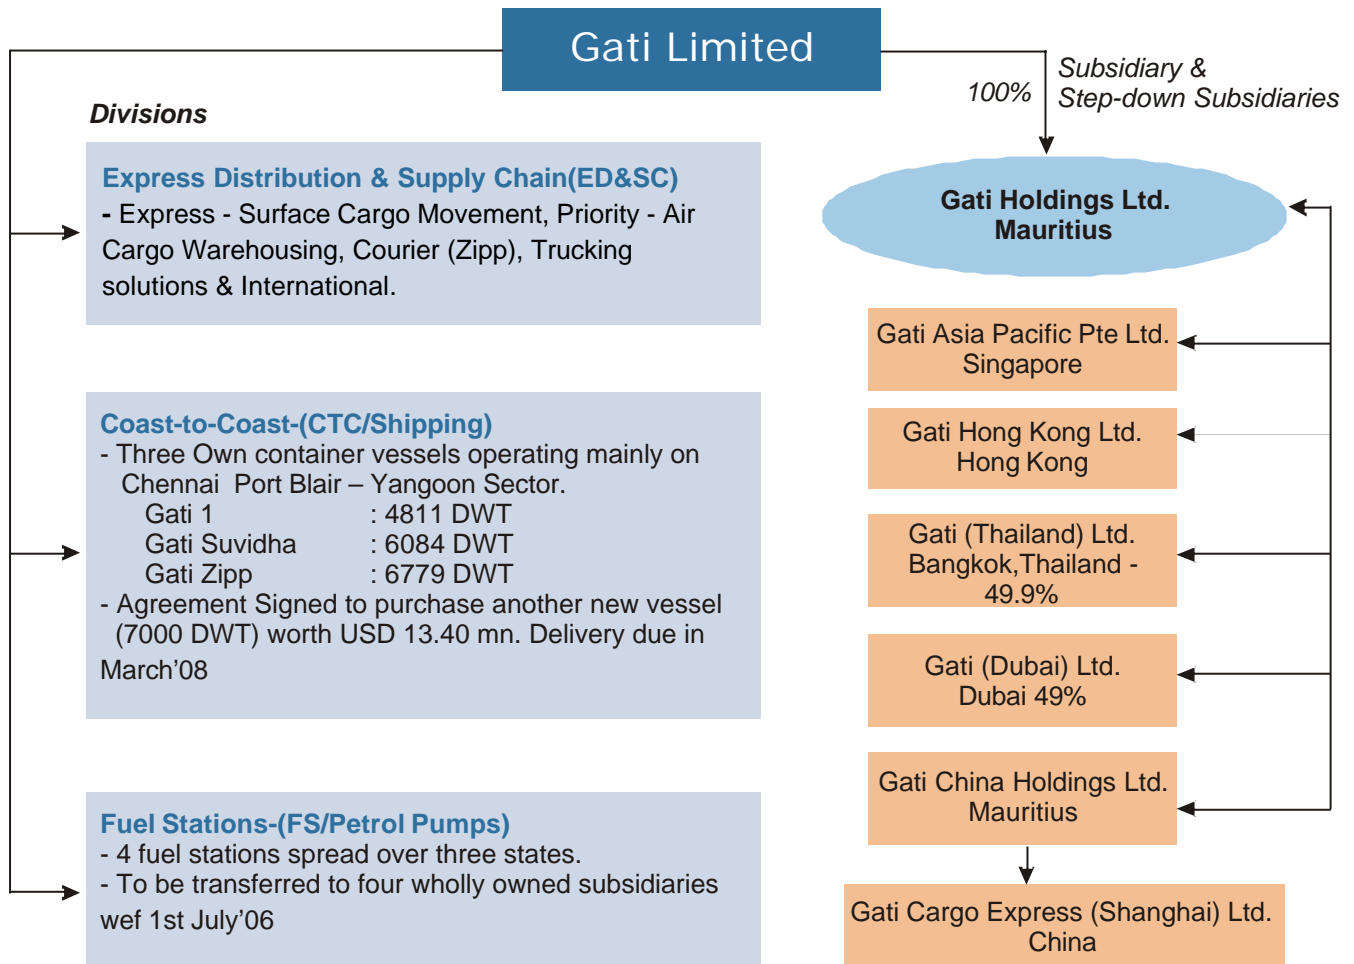 Gati Limited
100%
Subsidiary &
Step-down Subsidiaries
Divisions
Express Distribution & Supply Chain(ED&SC)
- Express - Surface Cargo Movement, Priority - Air
Cargo Warehousing, Courier (Zipp), Trucking
solutions & International.
Coast-to-Coast-(CTC/Shipping)
- Three Own container vessels operating mainly on
Chennai Port Blair – Yangoon Sector.
Gati 1 : 4811 DWT
Gati Suvidha : 6084 DWT
Gati Zipp : 6779 DWT
- Agreement Signed to purchase another new vessel
(7000 DWT) worth USD 13.40 mn. Delivery due in
March’08
Fuel Stations-(FS/Petrol Pumps)
- 4 fuel stations spread over three states.
- To be transferred to four wholly owned subsidiaries
wef 1st July’06
Gati Holdings Ltd.
Mauritius
Gati Asia Pacific Pte Ltd.
Singapore
Gati Hong Kong Ltd.
Hong Kong
Gati (Thailand) Ltd.
Bangkok,Thailand -
49.9%
Gati (Dubai) Ltd.
Dubai 49%
Gati China Holdings Ltd.
Mauritius
Gati Cargo Express (Shanghai) Ltd.
China